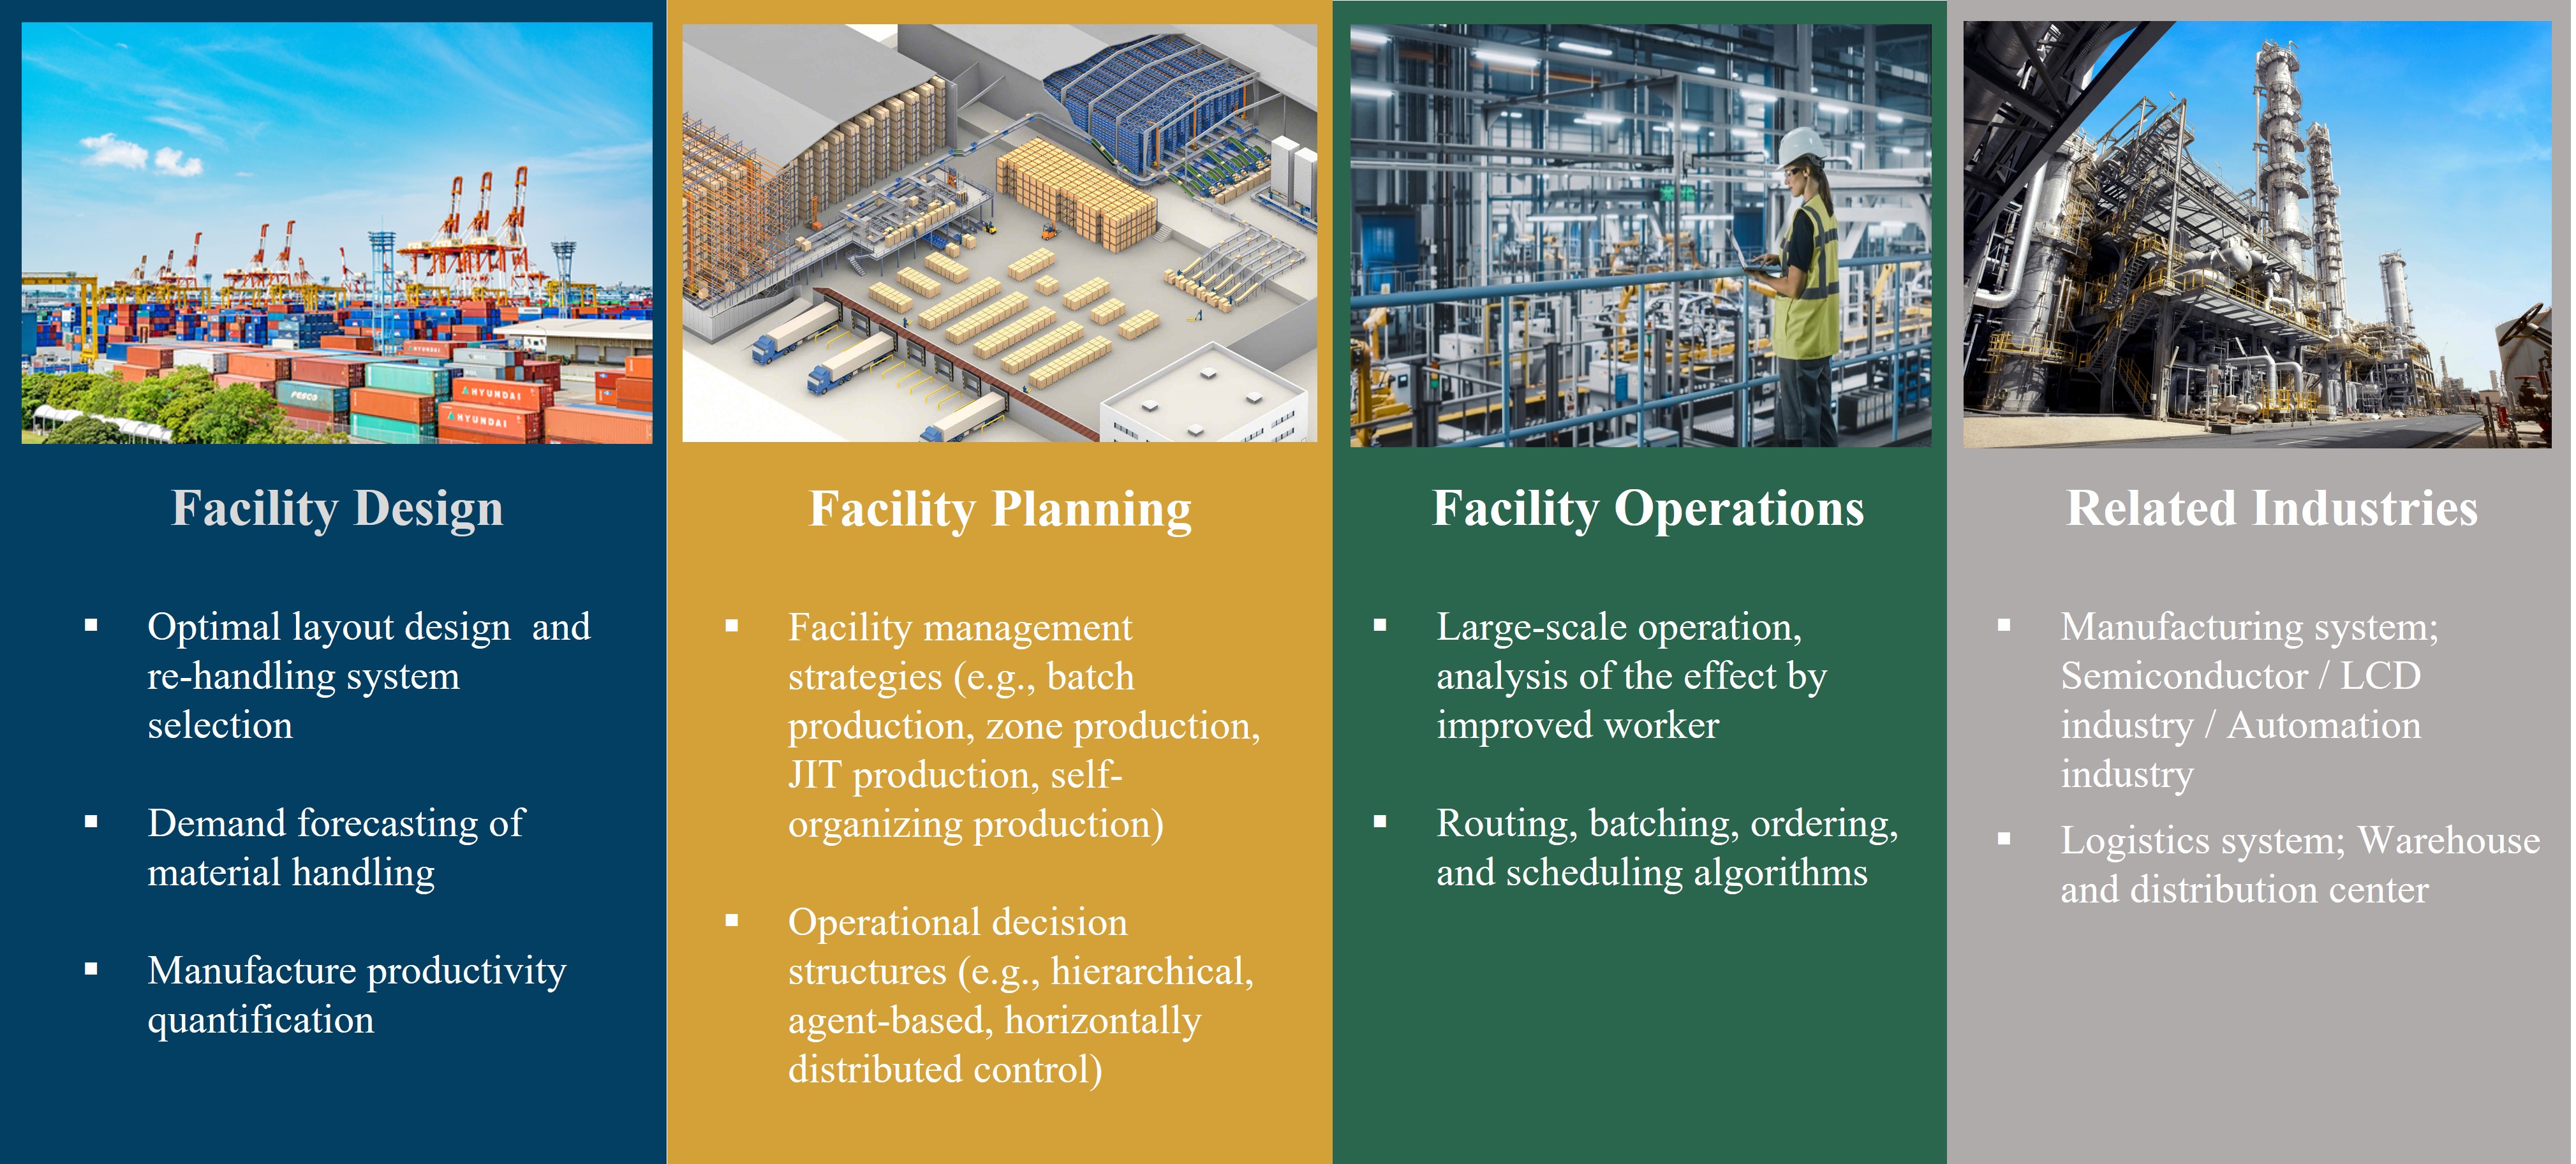 HYUNDAI
FESCO
HYUNDAI
HYUNDAI
Facility Design
Optimal layout design and
re-handling system
selection
Demand forecasting of
material handling
Manufacture productivity
quantification
Facility Planning
Facility management
strategies (e.g., batch
production, zone production,
JIT production, self-
organizing production)
Operational decision
structures (e.g., hierarchical,
agent-based, horizontally
distributed control)
Facility Operations
Large-scale operation,
analysis of the effect by
improved worker
Routing, batching, ordering,
and scheduling algorithms
Related Industries
Manufacturing system;
Semiconductor / LCD
industry / Automation
industry
Logistics system; Warehouse
and distribution center